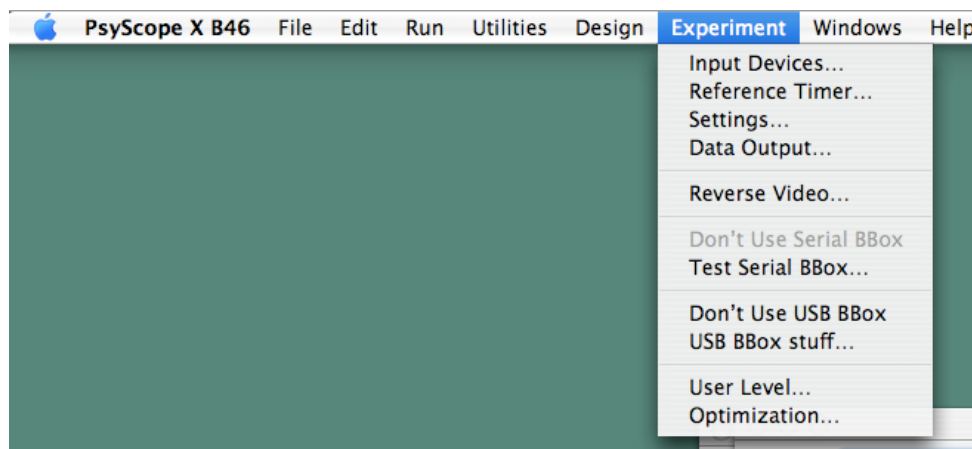 PsyScope X B46 File Edit Run Utilities Design Experiment Windows Help
Input Devices...
Reference Timer...
Settings...
Data Output...
Reverse Video...
Don't Use Serial BBox
Test Serial BBox...
Don't Use USB BBox
USB BBox stuff...
User Level...
Optimization...